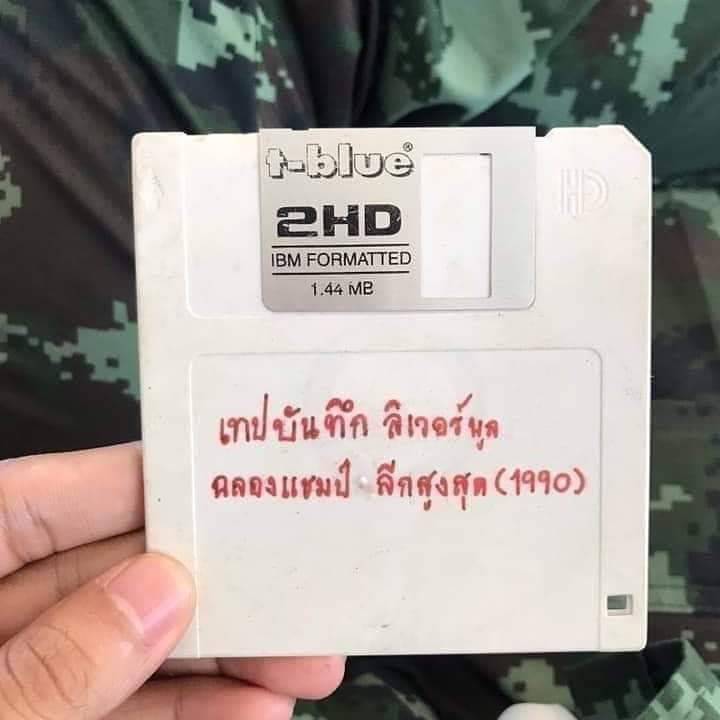 t-blue®
2HD
IBM FORMATTED
1.44 MB
HD
เทปบันทึก ลิเวอร์พูล
ฉลองแชมป์ ลีกสูงสุด (1990)